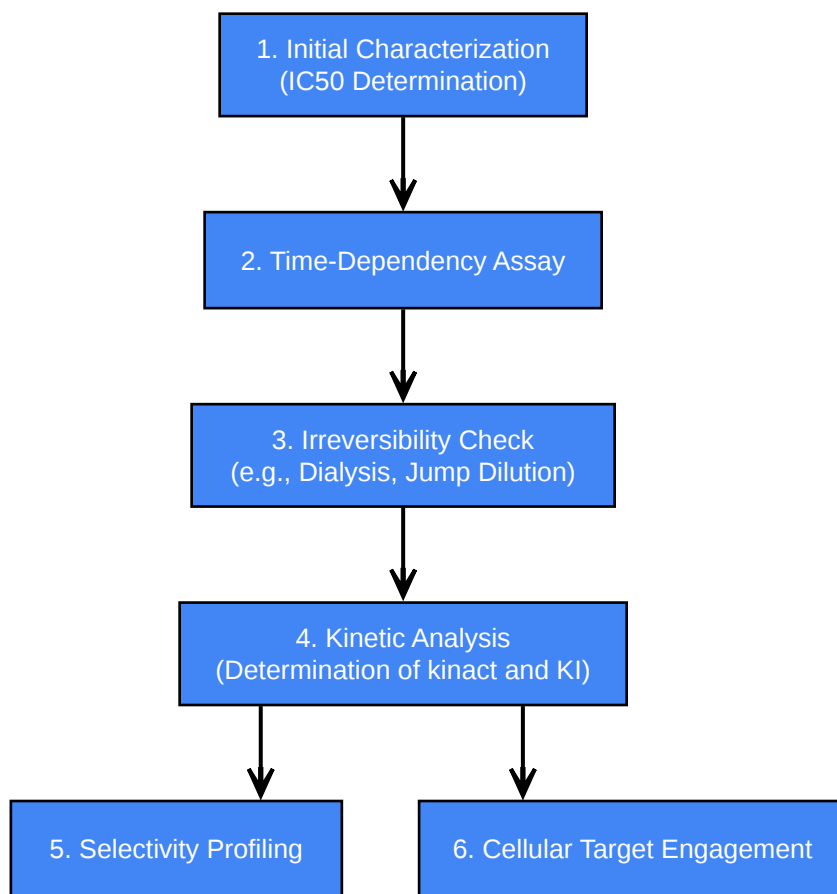 1. Initial Characterization
(IC50 Determination)
2. Time-Dependency Assay
3. Irreversibility Check
(e.g., Dialysis, Jump Dilution)
4. Kinetic Analysis
(Determination of kinact and KI)
5. Selectivity Profiling
6. Cellular Target Engagement